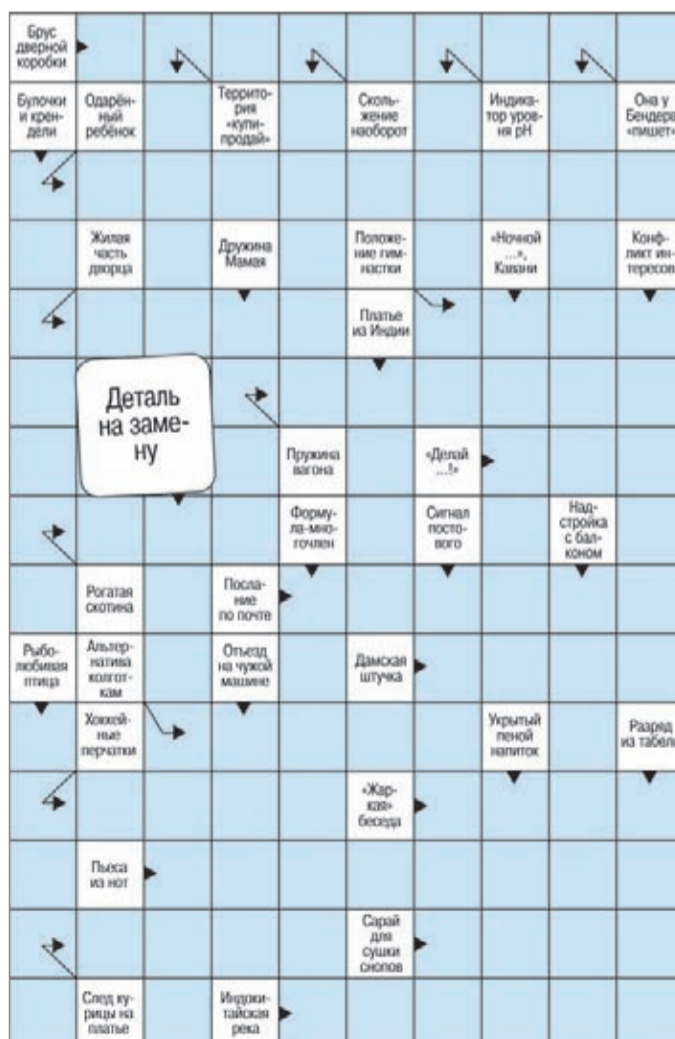 Брус
дверной
коробки
Булочки
и крен-
дели
Одарён-
ный
ребёнок
Террито-
рия
«купи-
продай»
Сколь-
жение
наоборот
Индика-
тор уров-
ня pH
Она у
Бендера
«пишет»
Жилая
часть
дворца
Дружина
Мамая
Положе-
ние гим-
настки
«Ночной
...»,
Кавани
Конф-
ликт ин-
тересов
Платье
из Индии
Деталь
на заме-
ну
Пружина
вагона
«Делай
...!»
Форму-
ла-мно-
гочлен
Сигнал
посто-
вого
Над-
стройка
с бал-
коном
Рогатая
скотина
Посла-
ние
по почте
Рыбо-
любивая
птица
Альтер-
натива
колгот-
кам
Отъезд
на чужой
машине
Дамская
штучка
Хоккей-
ные
перчатки
Укрытый
пеной
напиток
Разряд
из табели
«Жар-
кая»
беседа
Пьеса
из нот
Сарай
для
сушки
снопов
След ку-
рицы на
платье
Индоки-
тайская
река